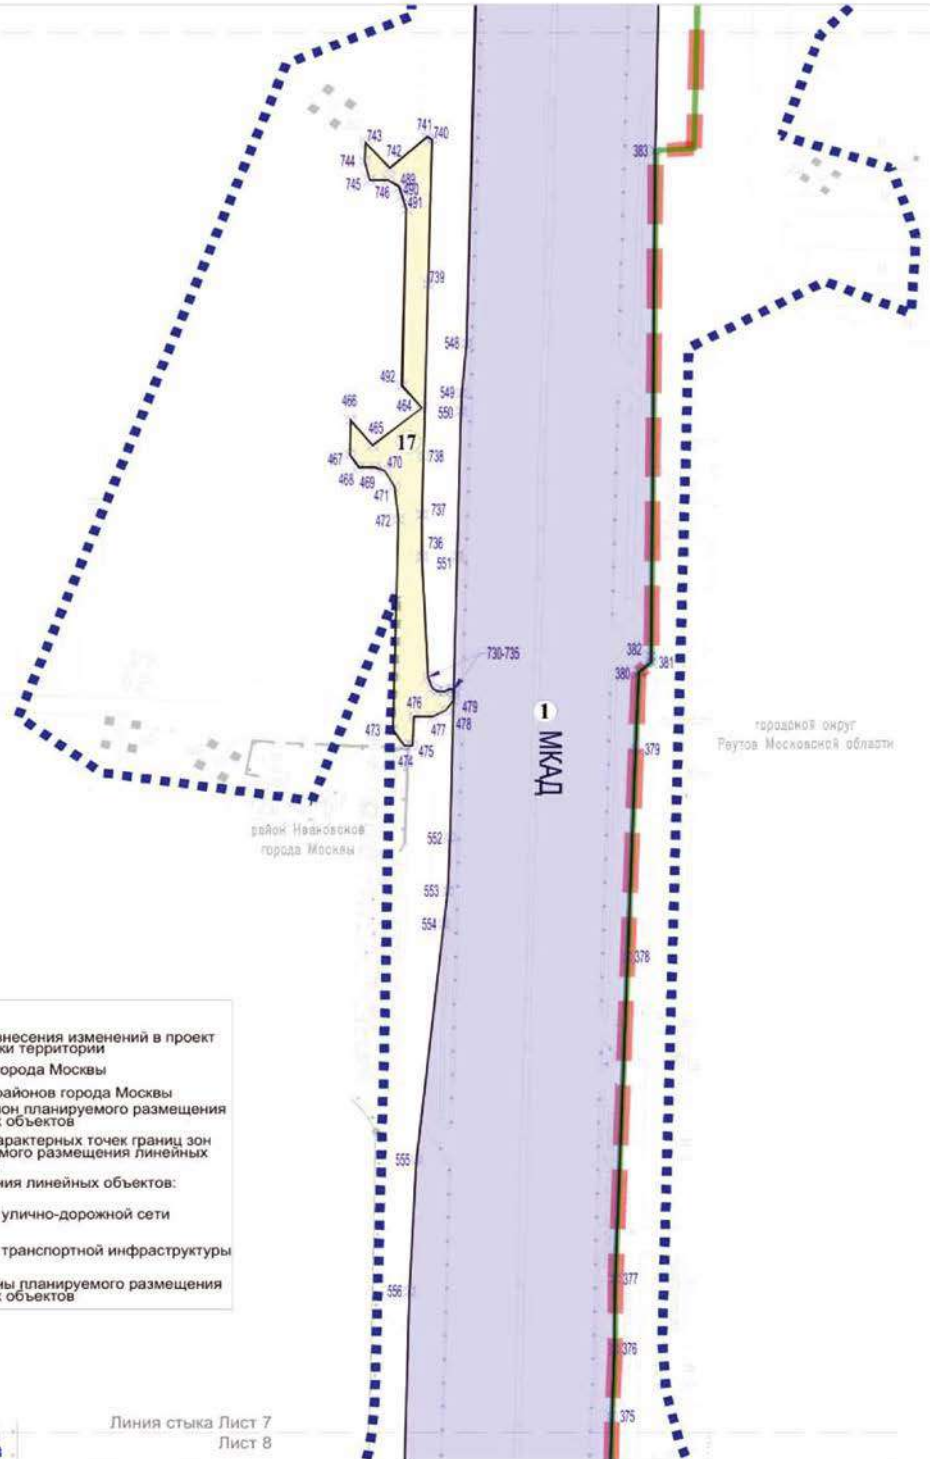 741
740
743
742
744
383
745
746
489
490
491
739
548
492
549
464
550
466
465
17
467
470
738
468
469
471
472
737
736
551
730-735
382
381
380
476
479
473
477
478
475
474
1
МКАД
379
городской округ
Реутов Московской области
район Ивановское
города Москвы
552
553
554
378
внесения изменений в проект
ки территории
орода Москвы
районов города Москвы
он планируемого размещения
х объектов
арактерных точек границ зон
мого размещения линейных
ния линейных объектов:
улично-дорожной сети
транспортной инфраструктуры
ны планируемого размещения
х объектов
555
377
556
376
375
Линия стыка Лист 7
Лист 8